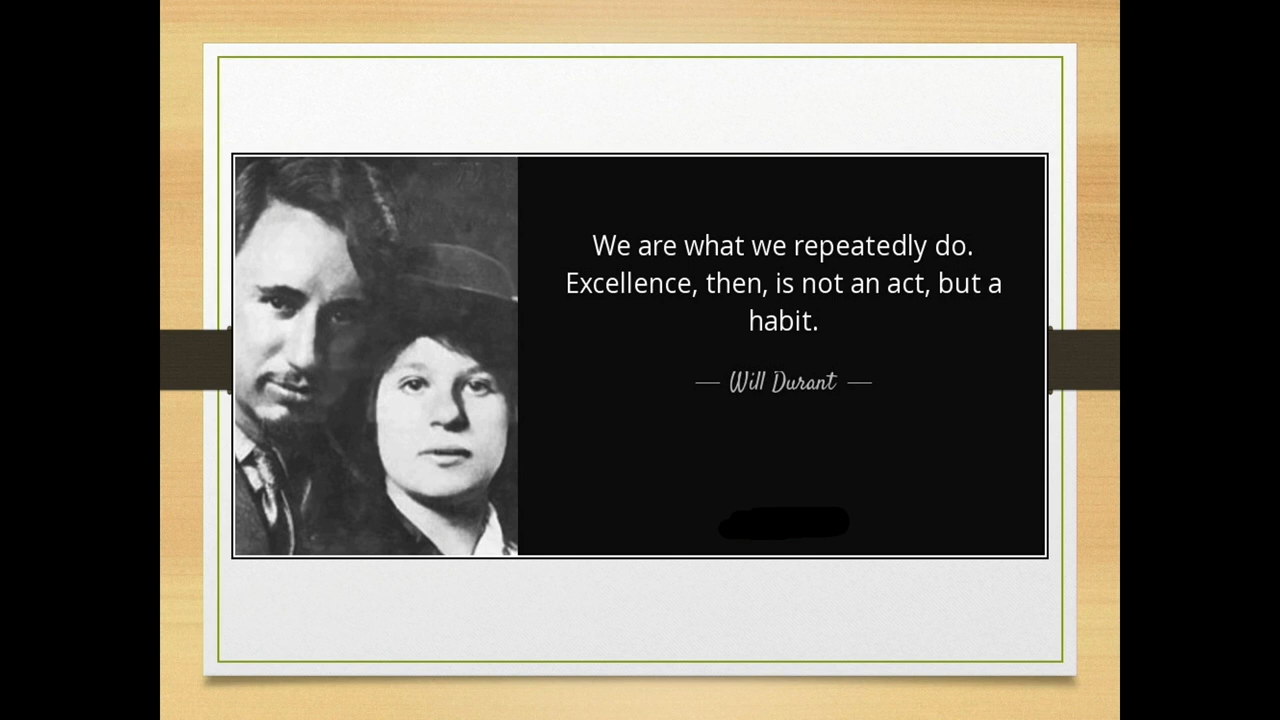 We are what we repeatedly do.
Excellence, then, is not an act, but a
habit.
— Will Durant —